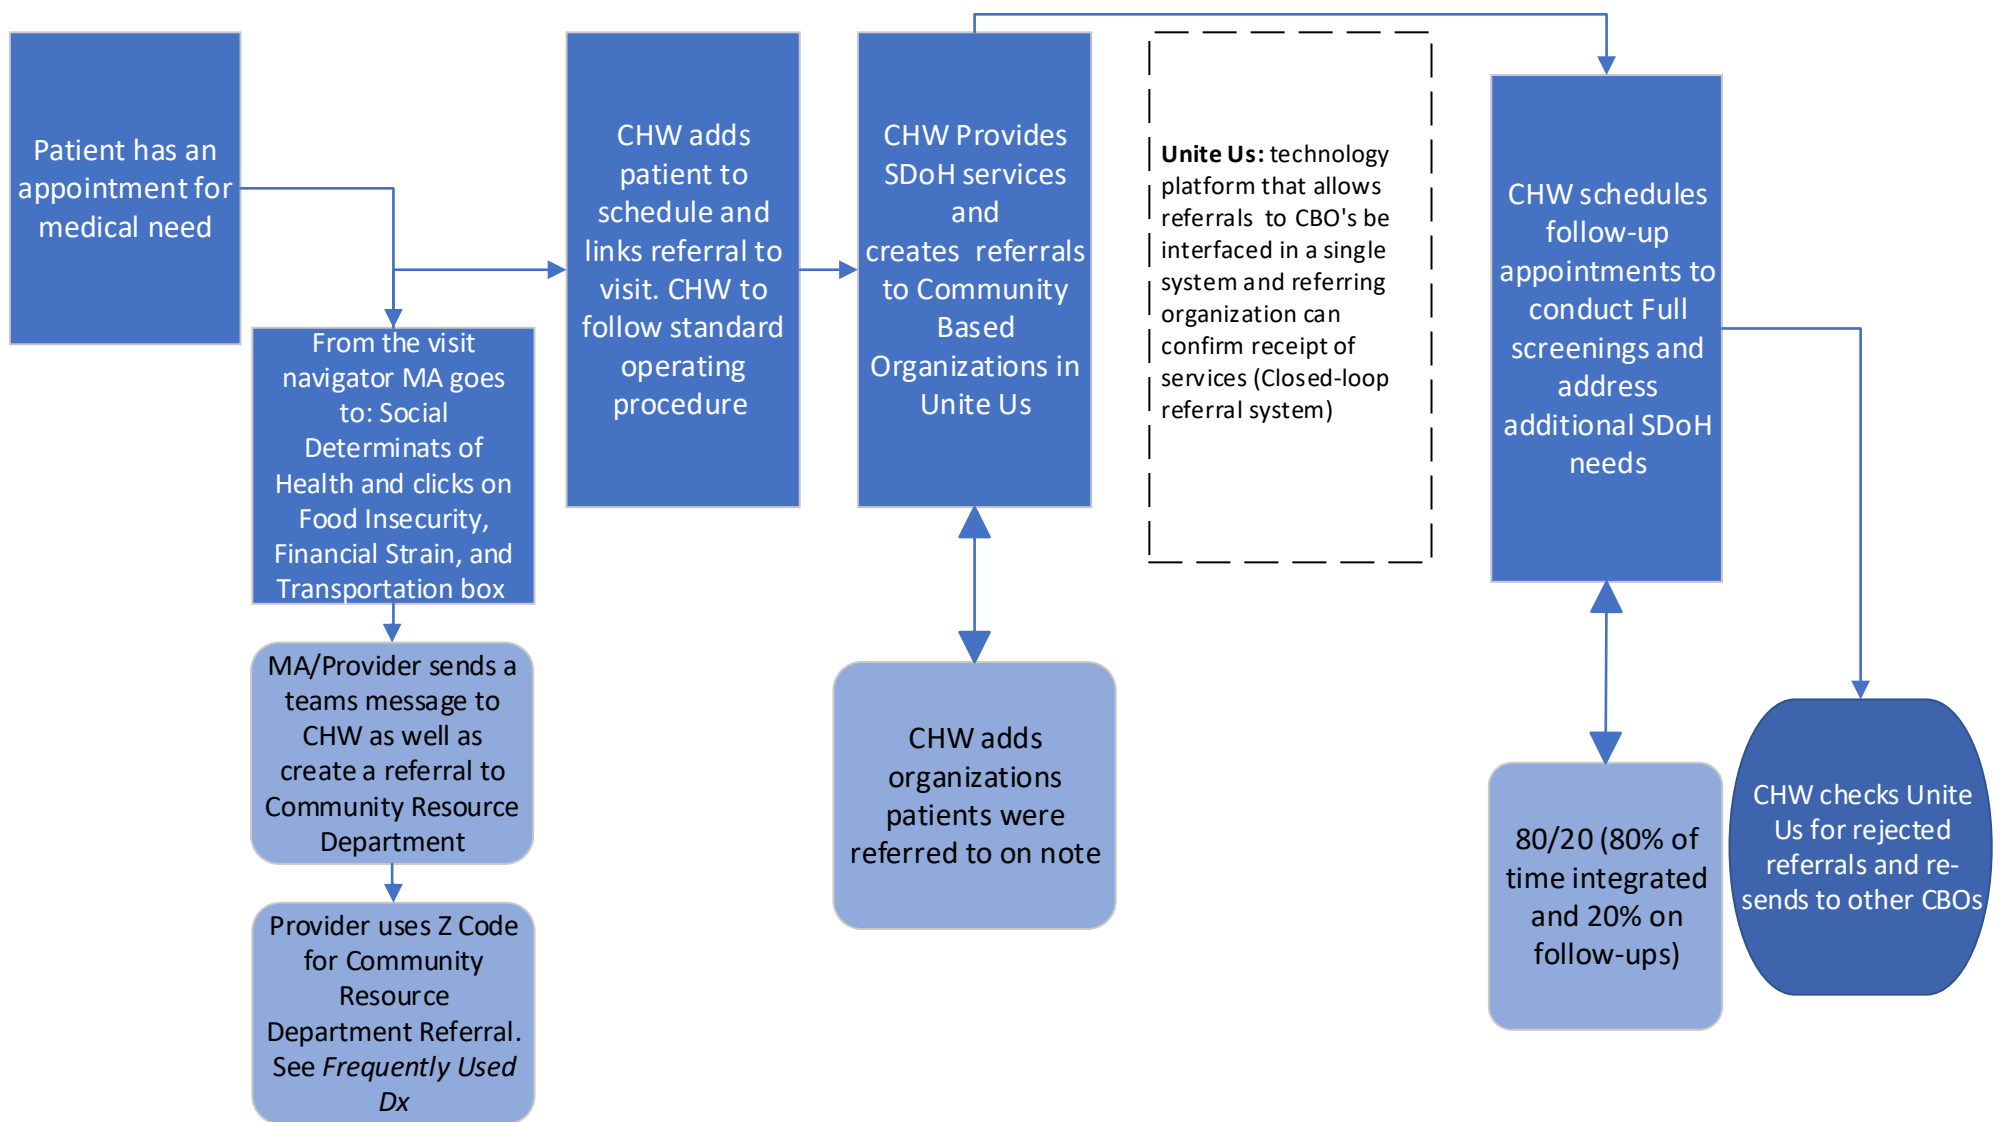 Patient has an
appointment for
medical need
From the visit
navigator MA goes
to: Social
Determinats of
Health and clicks on
Food Insecurity,
Financial Strain, and
Transportation box
MA/Provider sends a
teams message to
CHW as well as
create a referral to
Community Resource
Department
Provider uses Z Code
for Community
Resource
Department Referral.
See Frequently Used
Dx
CHW adds
patient to
schedule and
links referral to
visit. CHW to
follow standard
operating
procedure
CHW Provides
SDoH services
and
creates referrals
to Community
Based
Organizations in
Unite Us
CHW adds
organizations
patients were
referred to on note
Unite Us: technology
platform that allows
referrals to CBO's be
interfaced in a single
system and referring
organization can
confirm receipt of
services (Closed-loop
referral system)
CHW schedules
follow-up
appointments to
conduct Full
screenings and
address
additional SDoH
needs
80/20 (80% of
time integrated
and 20% on
follow-ups)
CHW checks Unite
Us for rejected
referrals and re-
sends to other CBOs